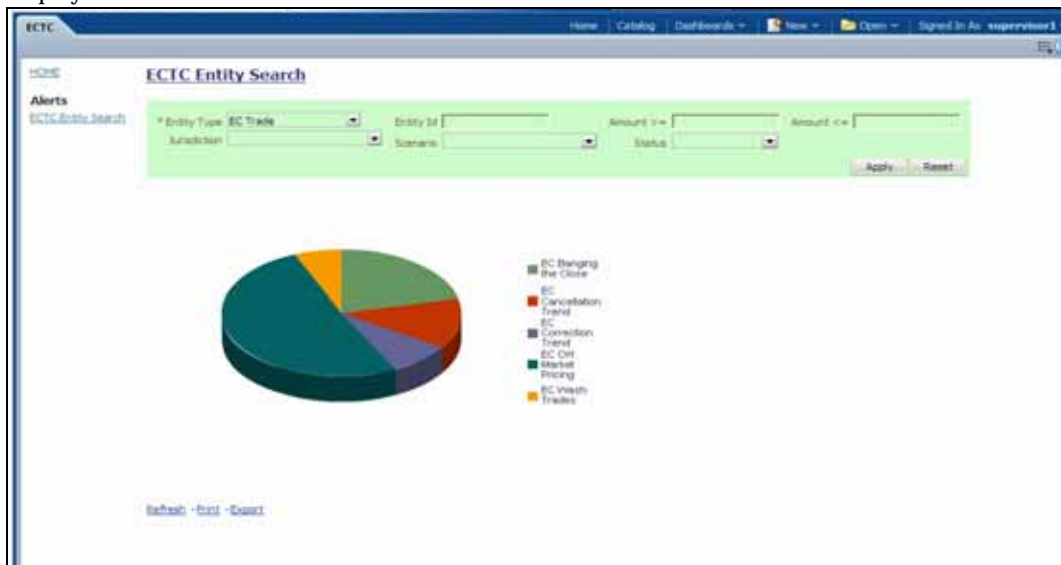 ECTC
Home Catalog Dashboards New Open Signed In As supervisor1
HOME
ECTC Entity Search
Alerts
ECTC Entity Search
* Entity Type EC Trade Entity Id Amount >= Amount <=
Jurisdiction Scenario Status
Apply Reset
EC Banging
the Close
EC
Cancellation
Trend
EC
Correction
Trend
EC Off
Market
Pricing
EC Wash
Trades
Refresh - Print - Export